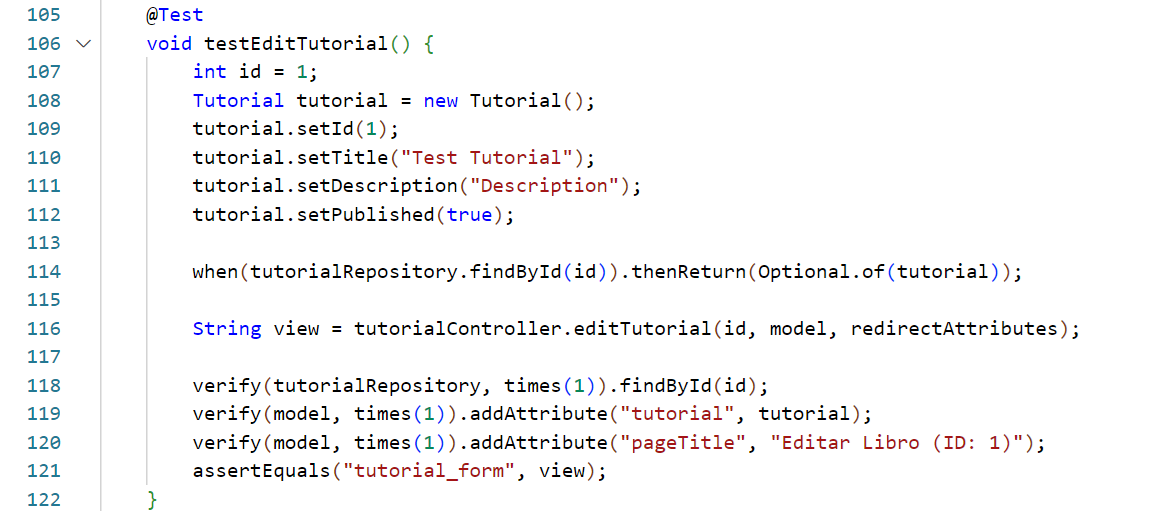 105 @Test
106 void testEditTutorial() {
107 int id = 1;
108 Tutorial tutorial = new Tutorial();
109 tutorial.setId(1);
110 tutorial.setTitle("Test Tutorial");
111 tutorial.setDescription("Description");
112 tutorial.setPublished(true);
113
114 when(tutorialRepository.findById(id)).thenReturn(Optional.of(tutorial));
115
116 String view = tutorialController.editTutorial(id, model, redirectAttributes);
117
118 verify(tutorialRepository, times(1)).findById(id);
119 verify(model, times(1)).addAttribute("tutorial", tutorial);
120 verify(model, times(1)).addAttribute("pageTitle", "Editar Libro (ID: 1)");
121 assertEquals("tutorial_form", view);
122 }